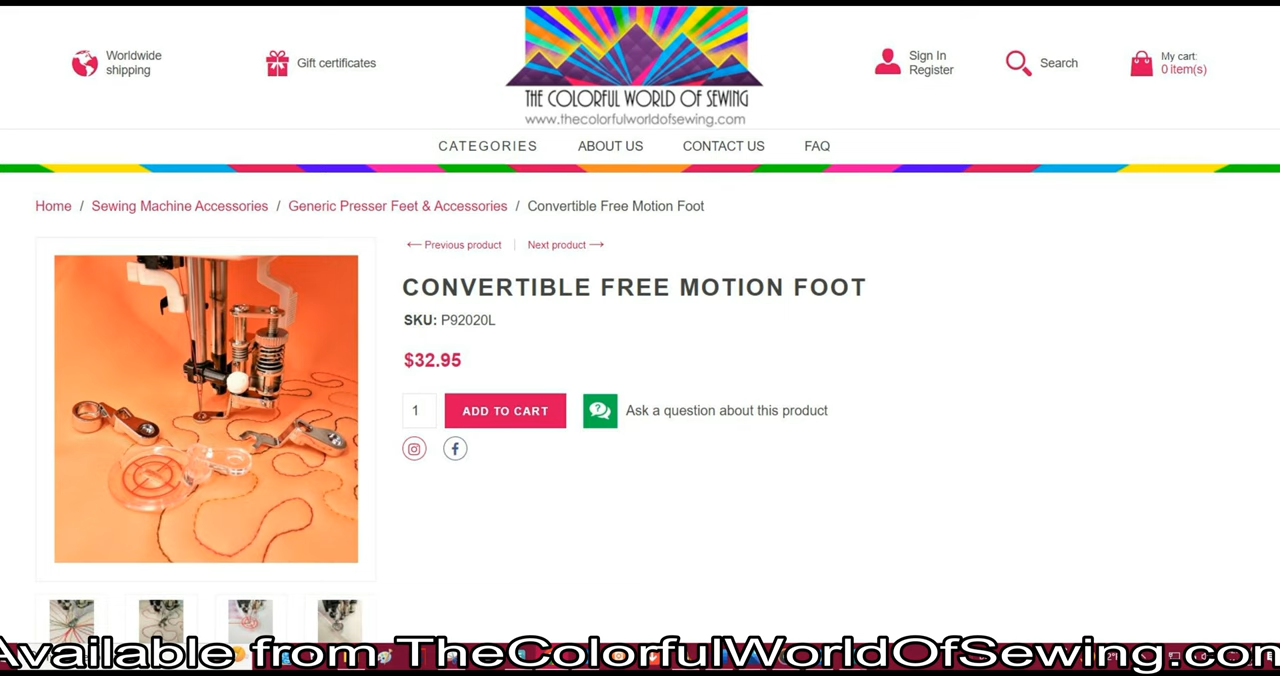 Worldwide
shipping
Gift certificates
THE COLORFUL WORLD OF SEWING
www.thecolorfulworldofsewing.com
Sign In
Register
Search
My cart:
0 item(s)
CATEGORIES
ABOUT US
CONTACT US
FAQ
Home / Sewing Machine Accessories / Generic Presser Feet & Accessories / Convertible Free Motion Foot
← Previous product | Next product →
CONVERTIBLE FREE MOTION FOOT
SKU: P92020L
$32.95
1
ADD TO CART
Ask a question about this product
Available from TheColorfulWorldOfSewing.com